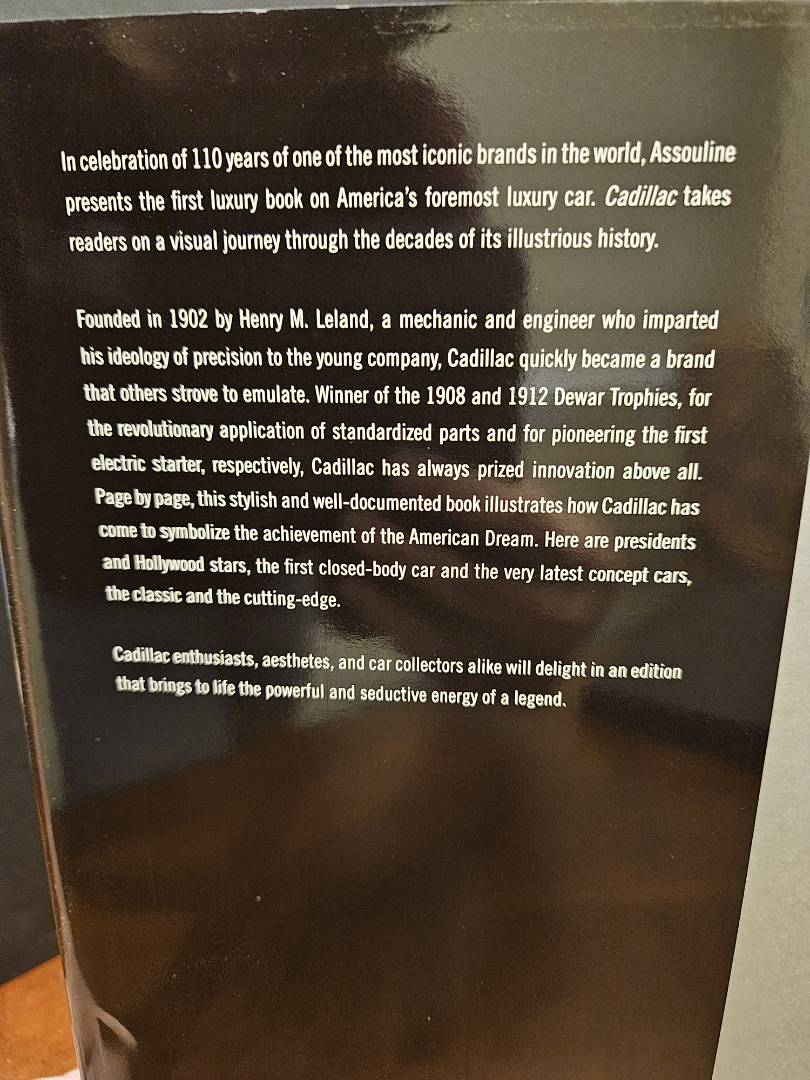 In celebration of 110 years of one of the most iconic brands in the world, Assouline
presents the first luxury book on America's foremost luxury car. Cadillac takes
readers on a visual journey through the decades of its illustrious history.
Founded in 1902 by Henry M. Leland, a mechanic and engineer who imparted
his ideology of precision to the young company, Cadillac quickly became a brand
that others strove to emulate. Winner of the 1908 and 1912 Dewar Trophies, for
the revolutionary application of standardized parts and for pioneering the first
electric starter, respectively, Cadillac has always prized innovation above all.
Page by page, this stylish and well-documented book illustrates how Cadillac has
come to symbolize the achievement of the American Dream. Here are presidents
and Hollywood stars, the first closed-body car and the very latest concept cars,
the classic and the cutting-edge.
Cadillac enthusiasts, aesthetes, and car collectors alike will delight in an edition
that brings to life the powerful and seductive energy of a legend.